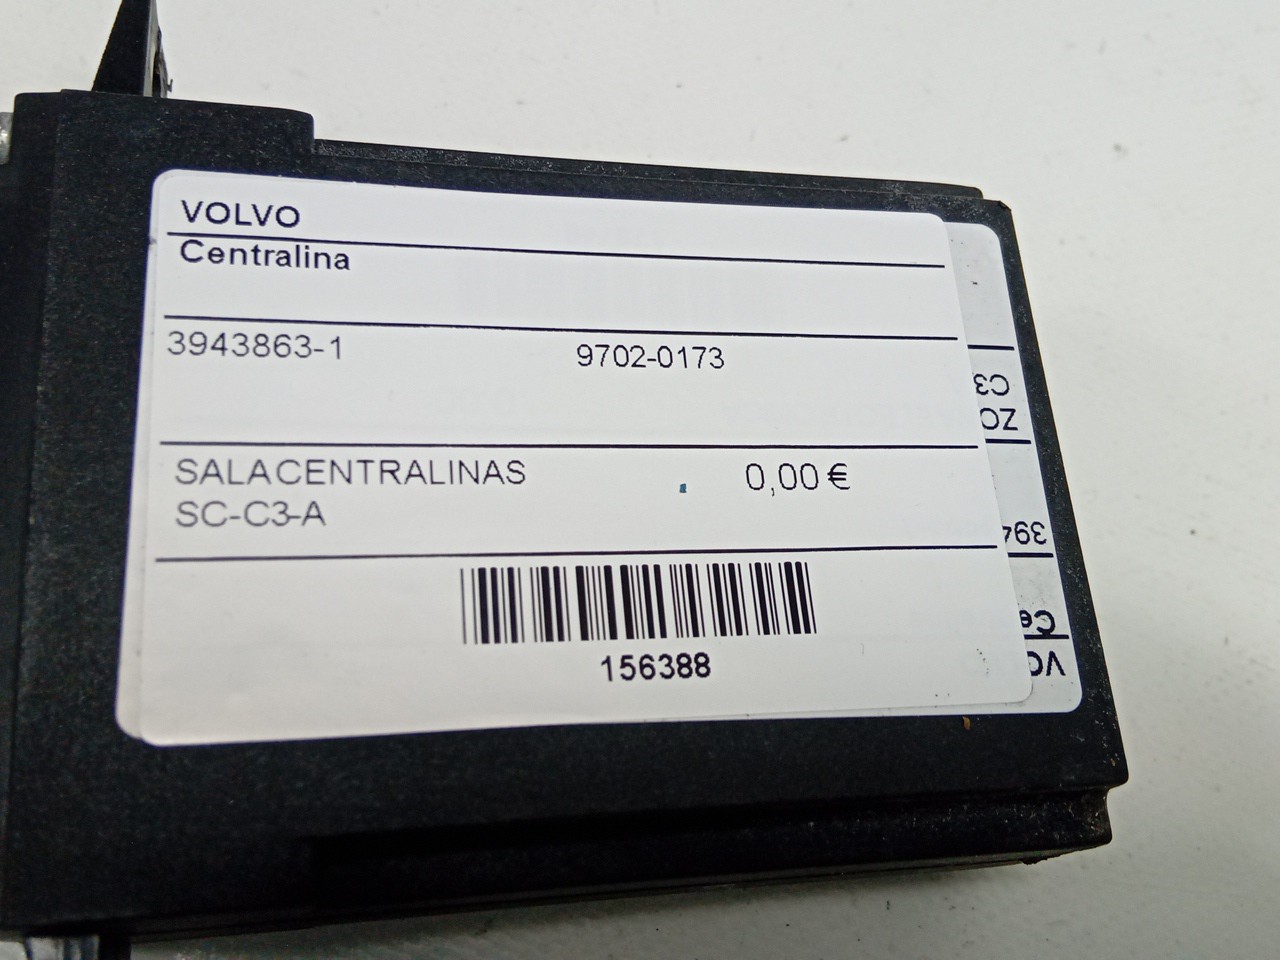 VOLVO
Centralina
3943863-1 9702-0173
SALACENTRALINAS 0,00 €
SC-C3-A
156388